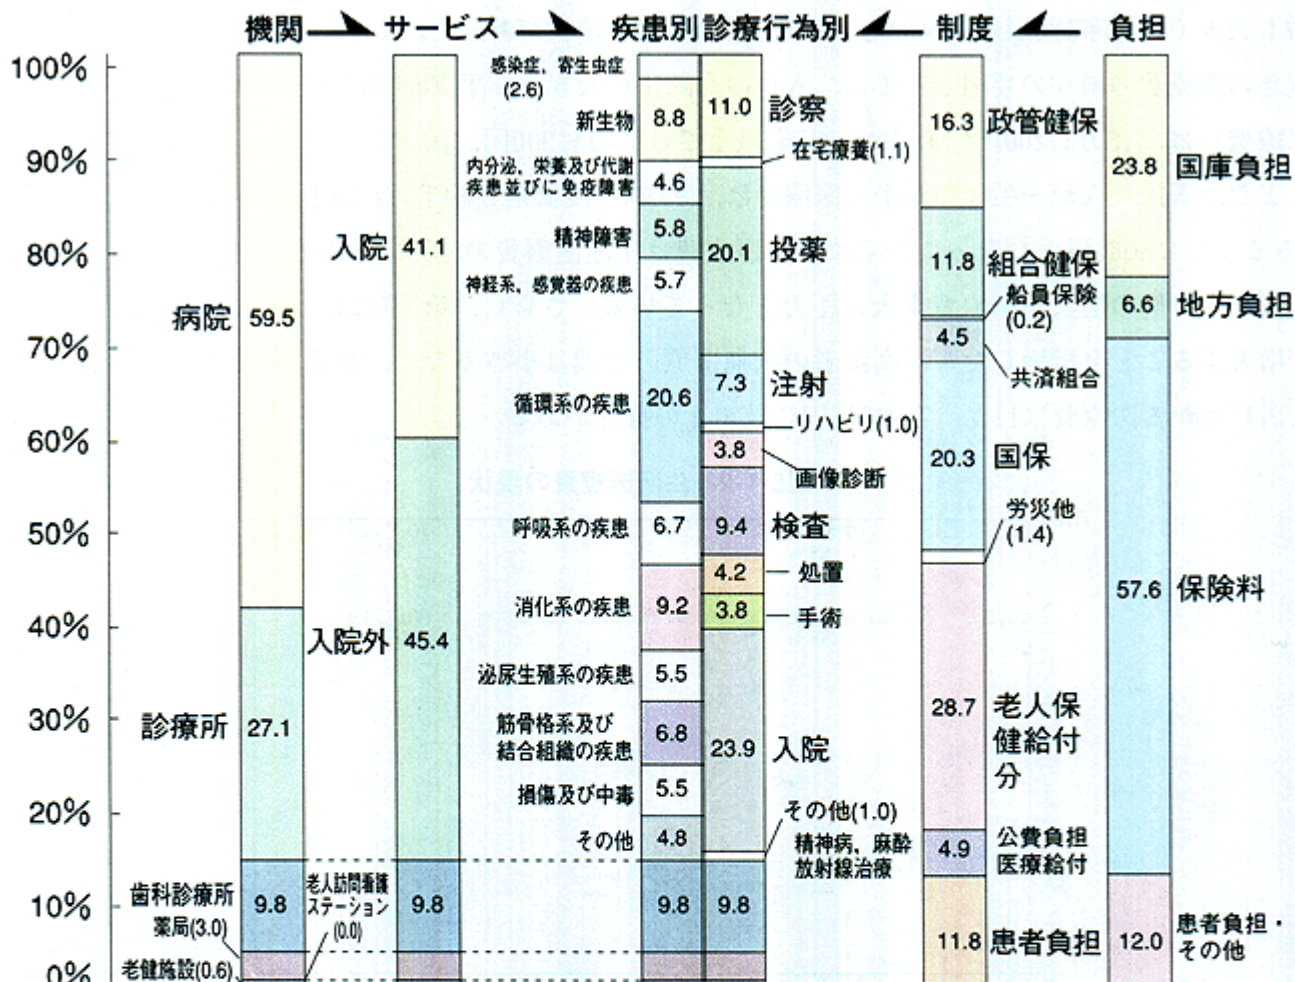 機関 サービス 疾患別 診療行為別 制度 負担
100%
90%
80%
70%
60%
50%
40%
30%
20%
10%
0%
病院 59.5
診療所 27.1
歯科診療所 9.8
薬局(3.0)
老健施設(0.6)
老人訪問看護
ステーション
(0.0)
入院 41.1
入院外 45.4
9.8
感染症、寄生虫症
(2.6)
新生物 8.8
内分泌、栄養及び代謝
疾患並びに免疫障害 4.6
精神障害 5.8
神経系、感覚器の疾患 5.7
循環系の疾患 20.6
呼吸系の疾患 6.7
消化系の疾患 9.2
泌尿生殖系の疾患 5.5
筋骨格系及び
結合組織の疾患 6.8
損傷及び中毒 5.5
その他 4.8
9.8
11.0 診察
在宅療養(1.1)
20.1 投薬
7.3 注射
リハビリ(1.0)
3.8 画像診断
9.4 検査
4.2 処置
3.8 手術
23.9 入院
その他(1.0)
精神病、麻酔
放射線治療
9.8
16.3 政管健保
11.8 組合健保
船員保険
(0.2)
4.5 共済組合
20.3 国保
労災他
(1.4)
28.7 老人保
健給付
分
4.9 公費負担
医療給付
11.8 患者負担
23.8 国庫負担
6.6 地方負担
57.6 保険料
12.0 患者負担・
その他